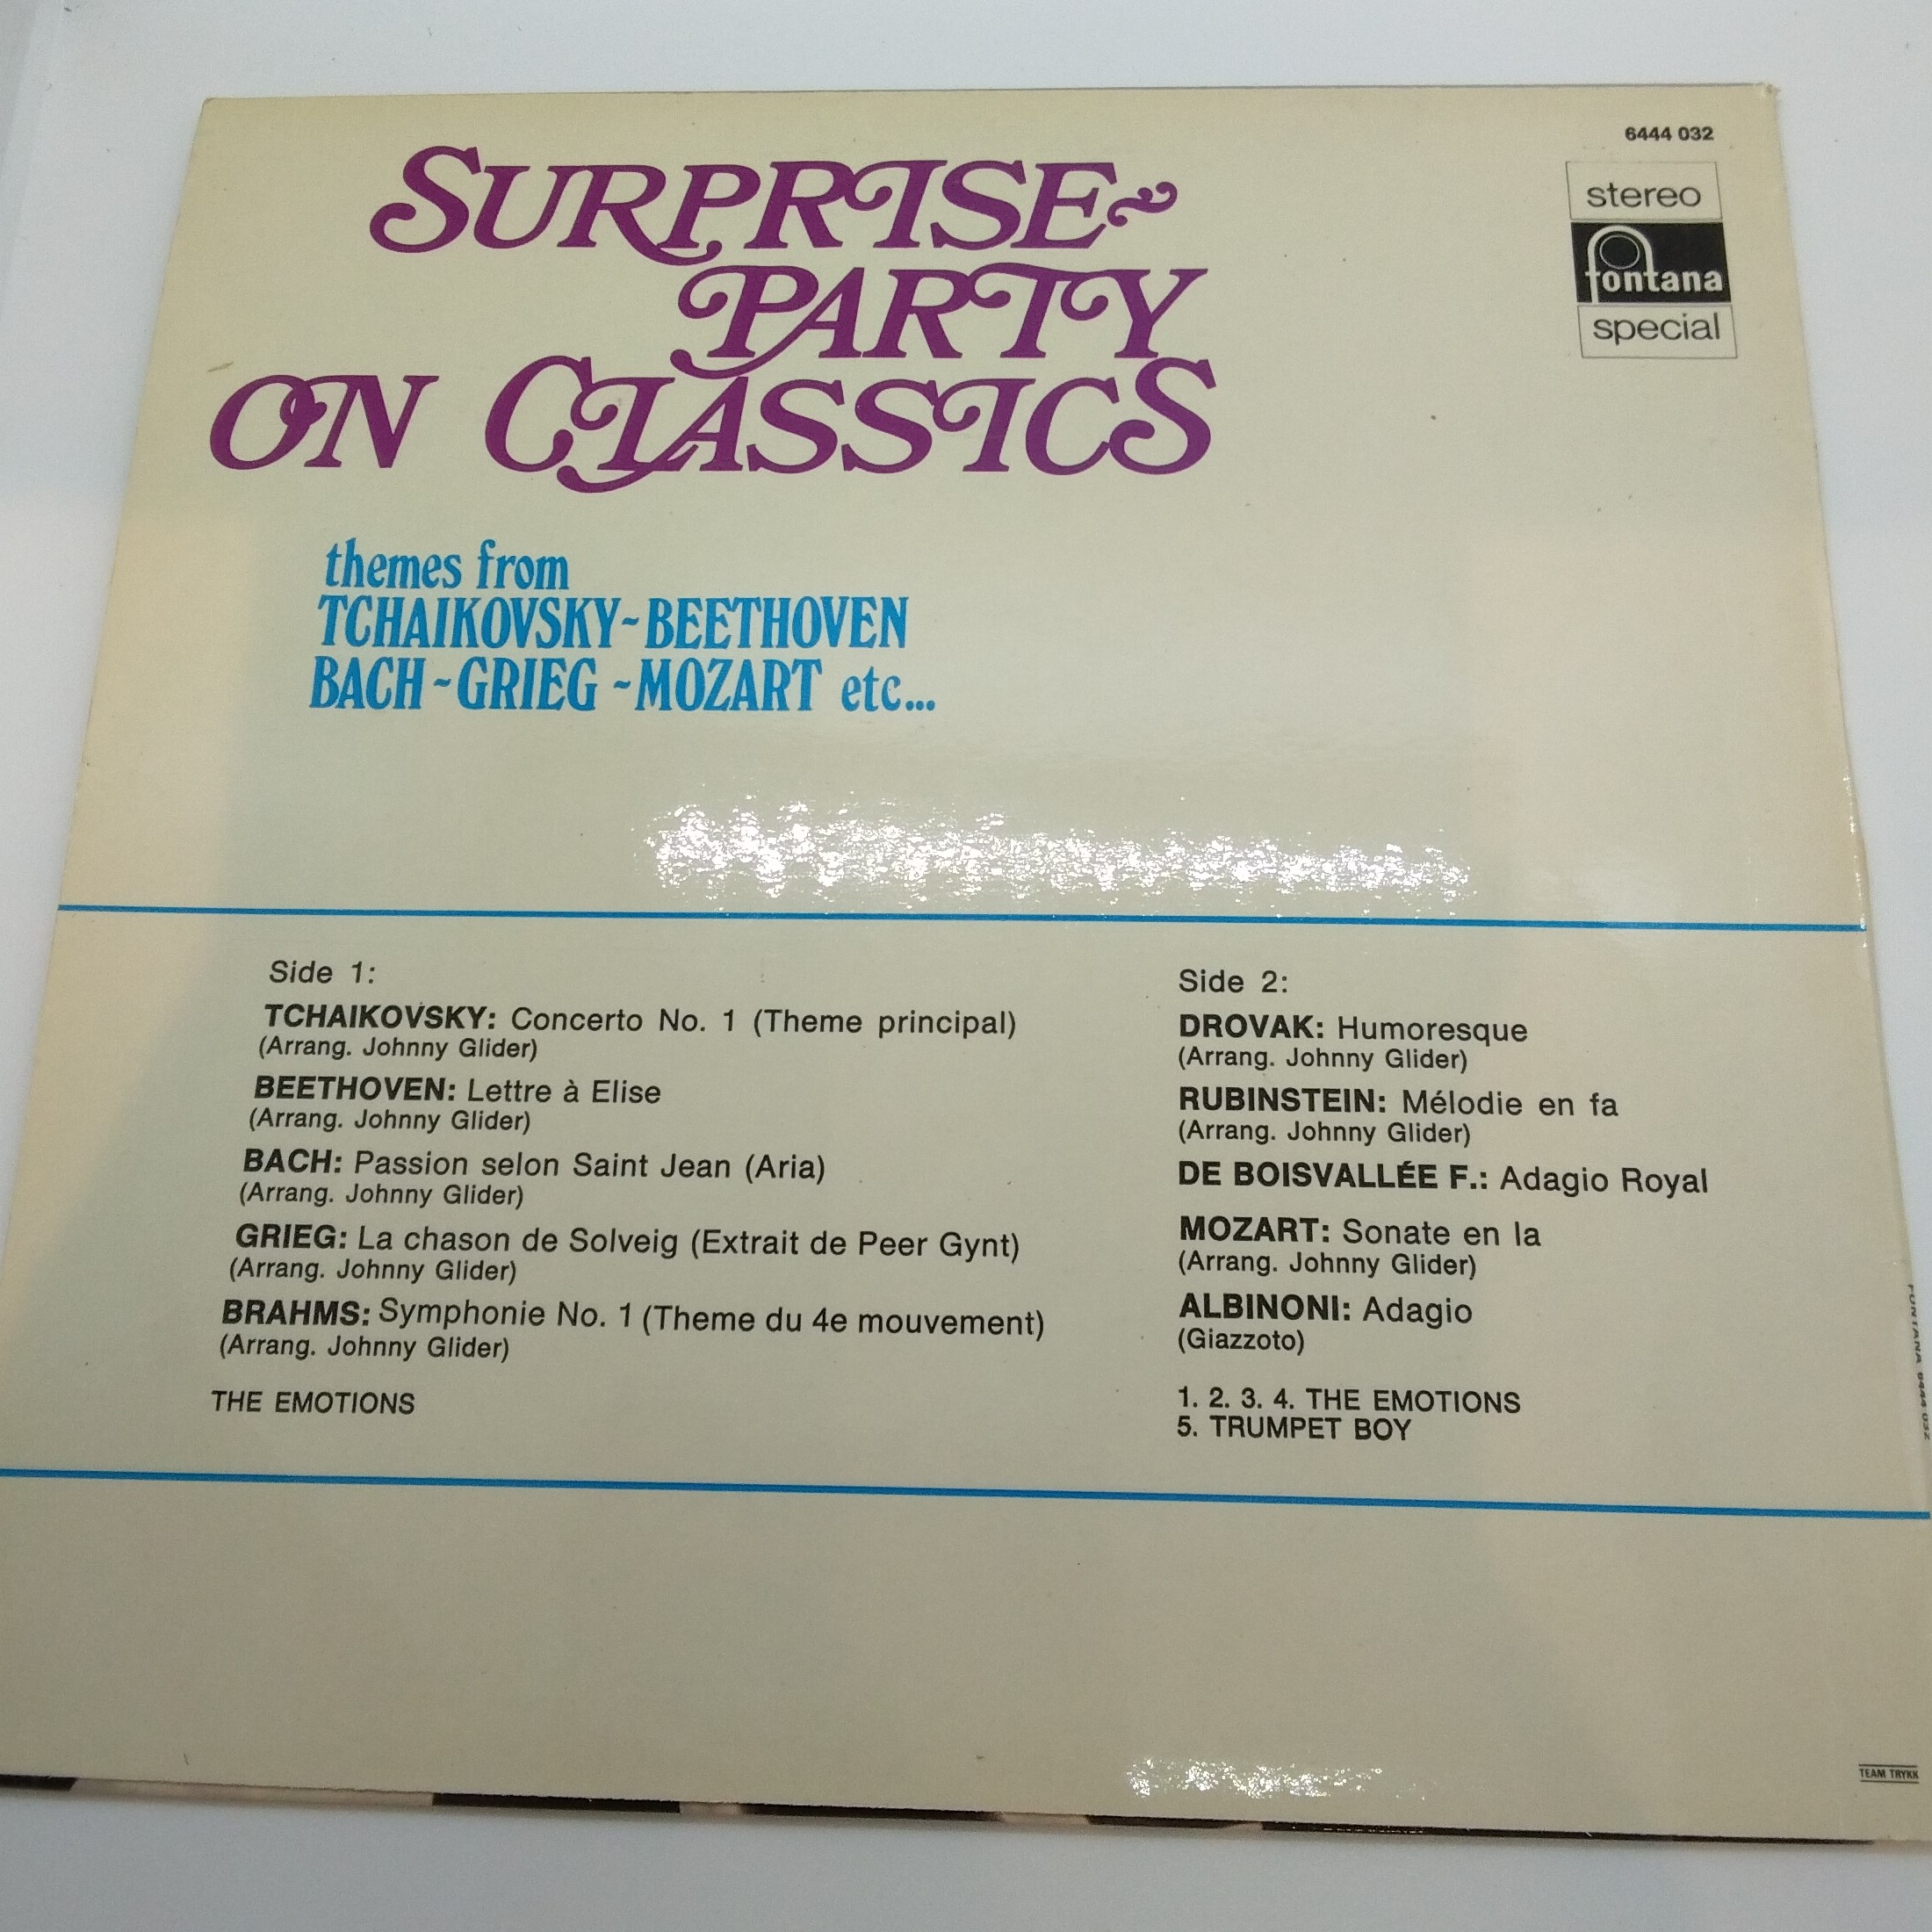 6444 032
stereo
fontana
special
SURPRISE~
PARTY
ON CLASSICS
themes from
TCHAIKOVSKY~BEETHOVEN
BACH~GRIEG~MOZART etc...
Side 1:
TCHAIKOVSKY: Concerto No. 1 (Theme principal)
(Arrang. Johnny Glider)
BEETHOVEN: Lettre à Elise
(Arrang. Johnny Glider)
BACH: Passion selon Saint Jean (Aria)
(Arrang. Johnny Glider)
GRIEG: La chason de Solveig (Extrait de Peer Gynt)
(Arrang. Johnny Glider)
BRAHMS: Symphonie No. 1 (Theme du 4e mouvement)
(Arrang. Johnny Glider)
THE EMOTIONS
Side 2:
DROVAK: Humoresque
(Arrang. Johnny Glider)
RUBINSTEIN: Mélodie en fa
(Arrang. Johnny Glider)
DE BOISVALLÉE F.: Adagio Royal
MOZART: Sonate en la
(Arrang. Johnny Glider)
ALBINONI: Adagio
(Giazzoto)
1. 2. 3. 4. THE EMOTIONS
5. TRUMPET BOY
FONTANA 6444 032
TEAM TRYKK